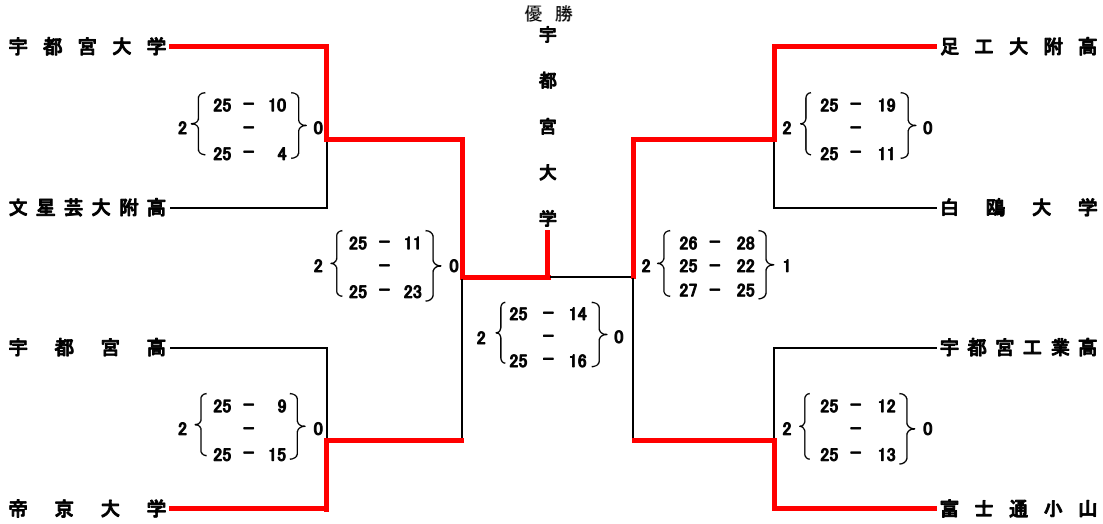 優勝
宇都宮大学
宇都宮大学
2 25 － 10 0
－
25 － 4
文星芸大附高
2 25 － 11 0
－
25 － 23
宇都宮高
2 25 － 9 0
－
25 － 15
帝京大学
2 25 － 14 0
－
25 － 16
足工大附高
2 25 － 19 0
－
25 － 11
白鴎大学
26 － 28
2 25 － 22 1
27 － 25
宇都宮工業高
2 25 － 12 0
－
25 － 13
富士通小山